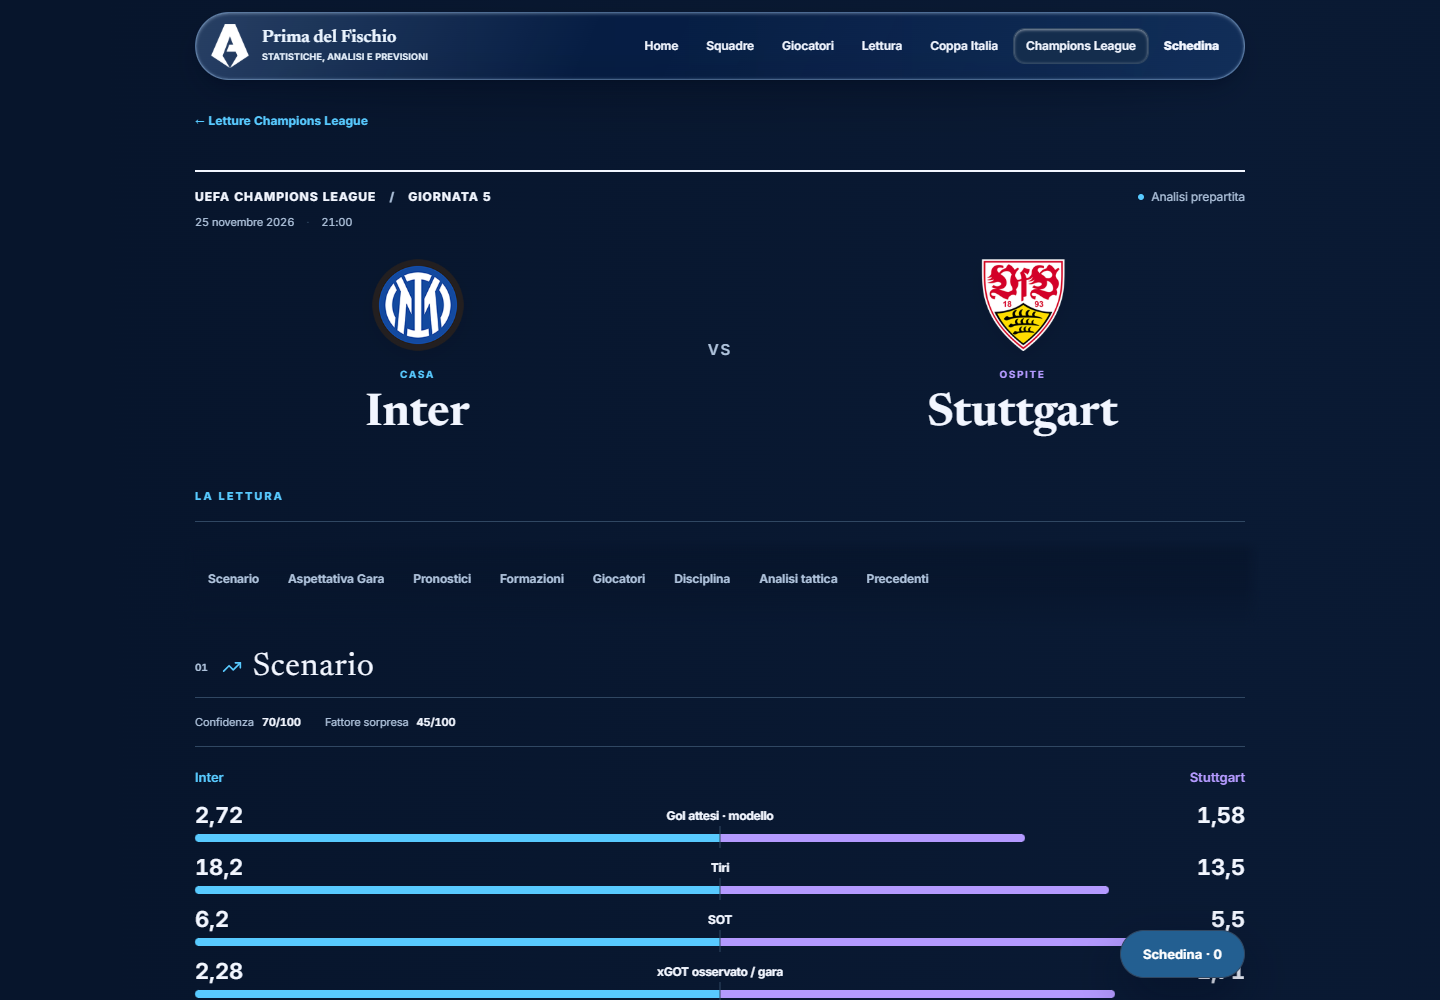 Prima del Fischio
STATISTICHE, ANALISI E PREVISIONI
Home Squadre Giocatori Lettura Coppa Italia Champions League Schedina
← Letture Champions League
UEFA CHAMPIONS LEAGUE / GIORNATA 5
Analisi prepartita
25 novembre 2026 · 21:00
VfB
18 93
VS
CASA
Inter
OSPITE
Stuttgart
LA LETTURA
Scenario Aspettativa Gara Pronostici Formazioni Giocatori Disciplina Analisi tattica Precedenti
01 Scenario
Confidenza 70/100 Fattore sorpresa 45/100
Inter Stuttgart
2,72 Gol attesi · modello 1,58
18,2 Tiri 13,5
6,2 SOT 5,5
2,28 xGOT osservato / gara
Schedina · 0